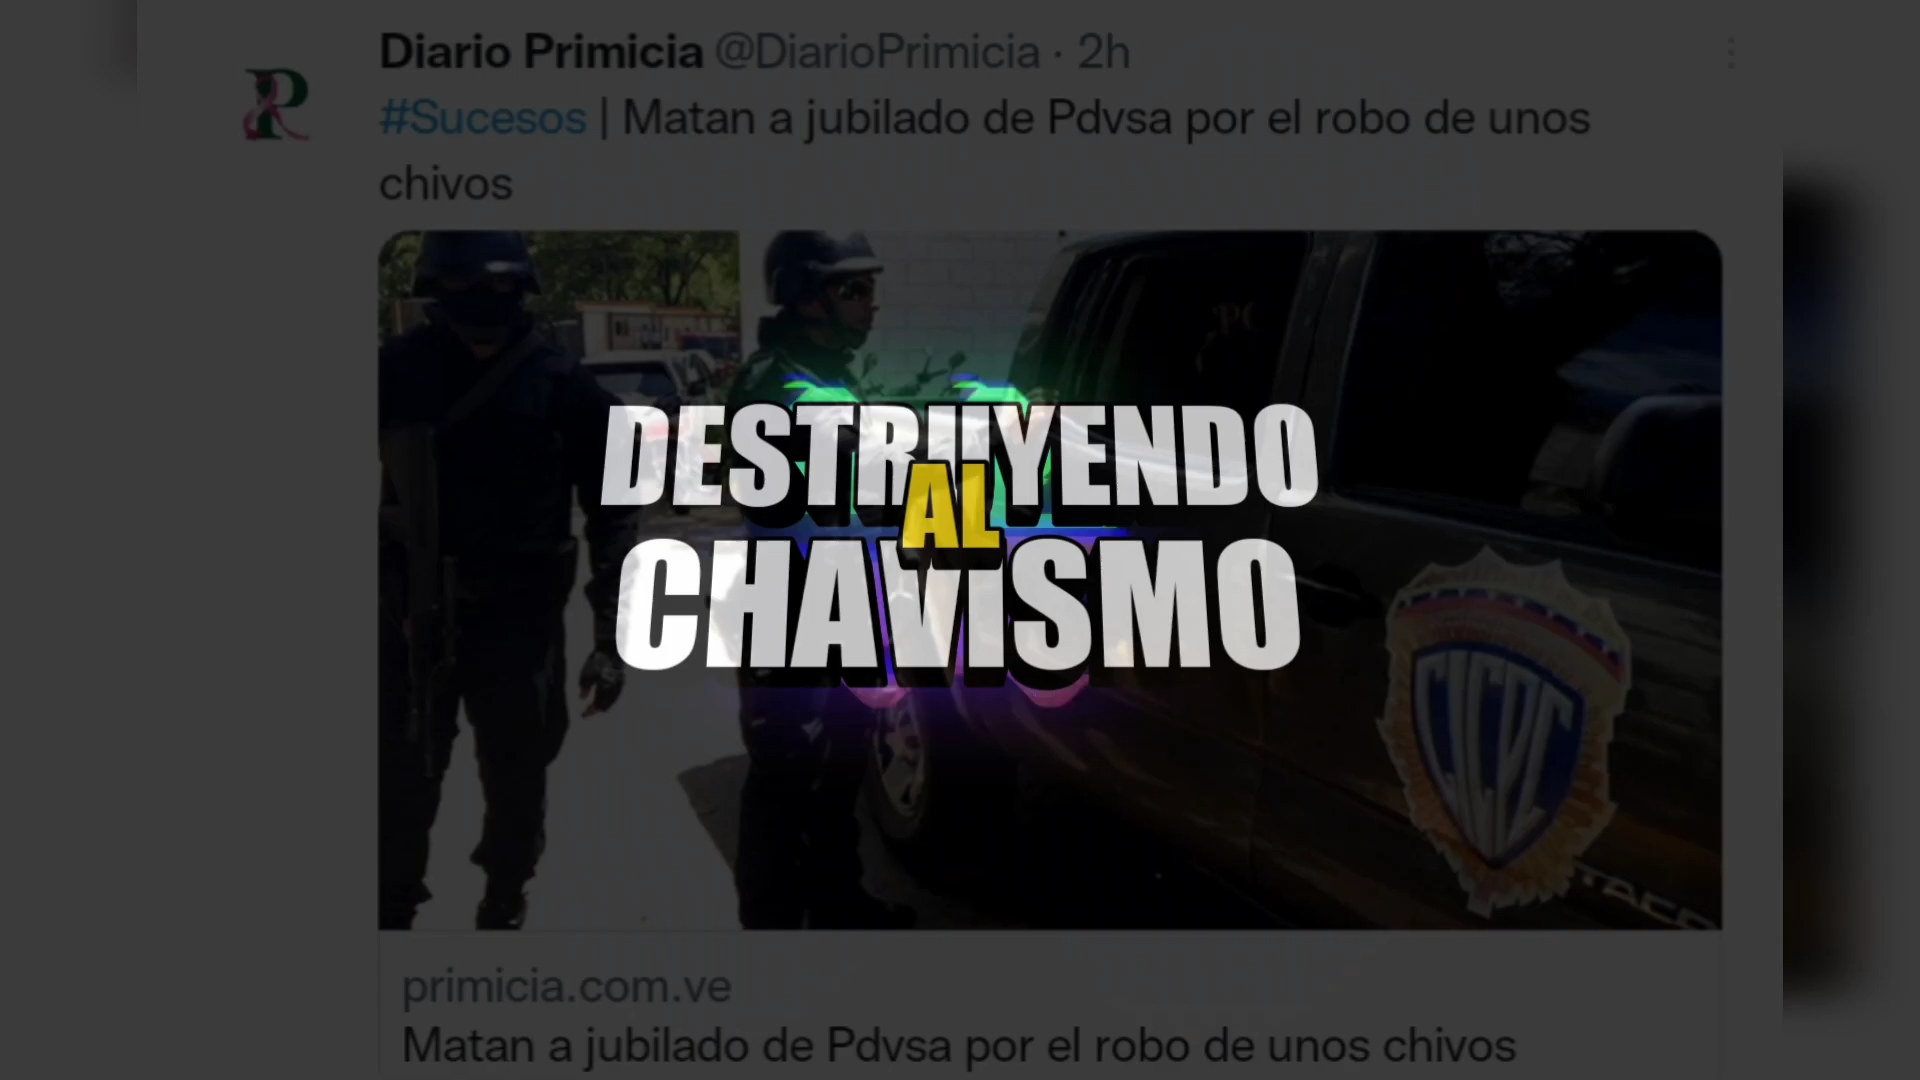 Diario Primicia @DiarioPrimicia · 2h
#Sucesos | Matan a jubilado de Pdvsa por el robo de unos
chivos
DESTRUYENDO
AL
CHAViSMO
CICPC
primicia.com.ve
Matan a jubilado de Pdvsa por el robo de unos chivos